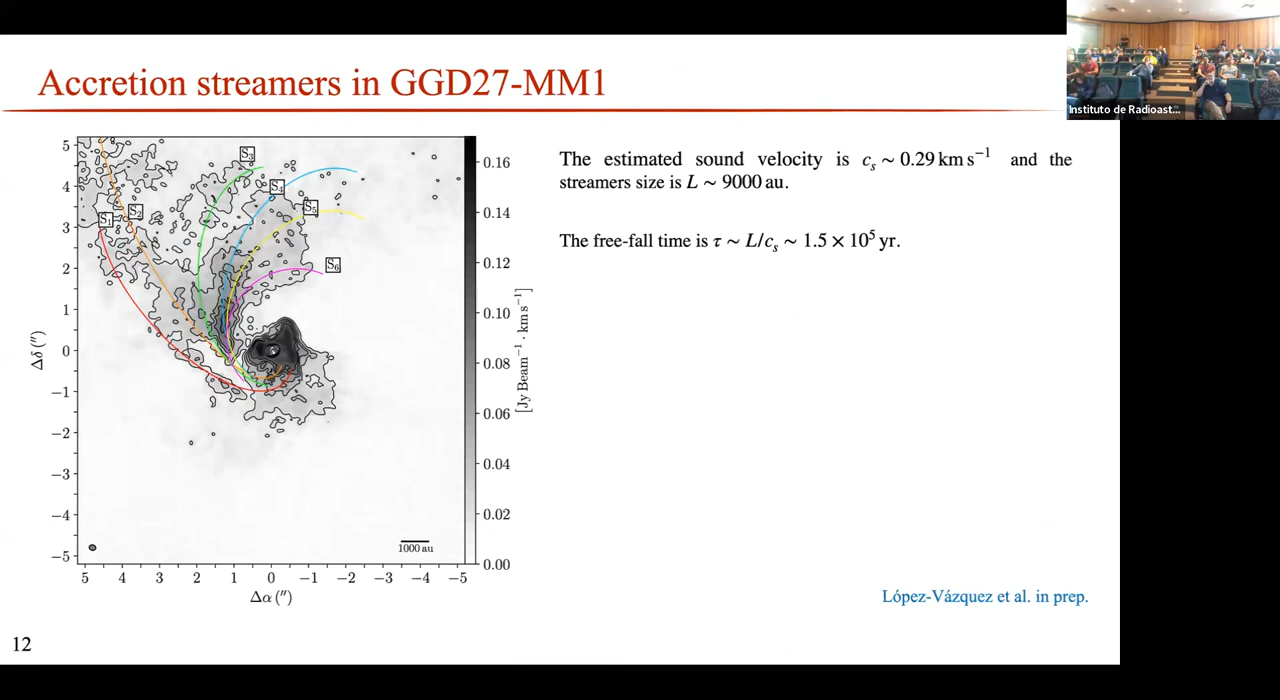 Accretion streamers in GGD27-MM1
Instituto de Radioast...
The estimated sound velocity is c_s ~ 0.29 km s⁻¹ and the
streamers size is L ~ 9000 au.
The free-fall time is τ ~ L/c_s ~ 1.5 × 10⁵ yr.
S₁
S₂
S₃
S₄
S₅
S₆
5
4
3
2
1
0
−1
−2
−3
−4
−5
Δδ (″)
5 4 3 2 1 0 −1 −2 −3 −4 −5
Δα (″)
1000 au
0.16
0.14
0.12
0.10
0.08
0.06
0.04
0.02
0.00
[Jy Beam⁻¹ · km s⁻¹]
López-Vázquez et al. in prep.
12